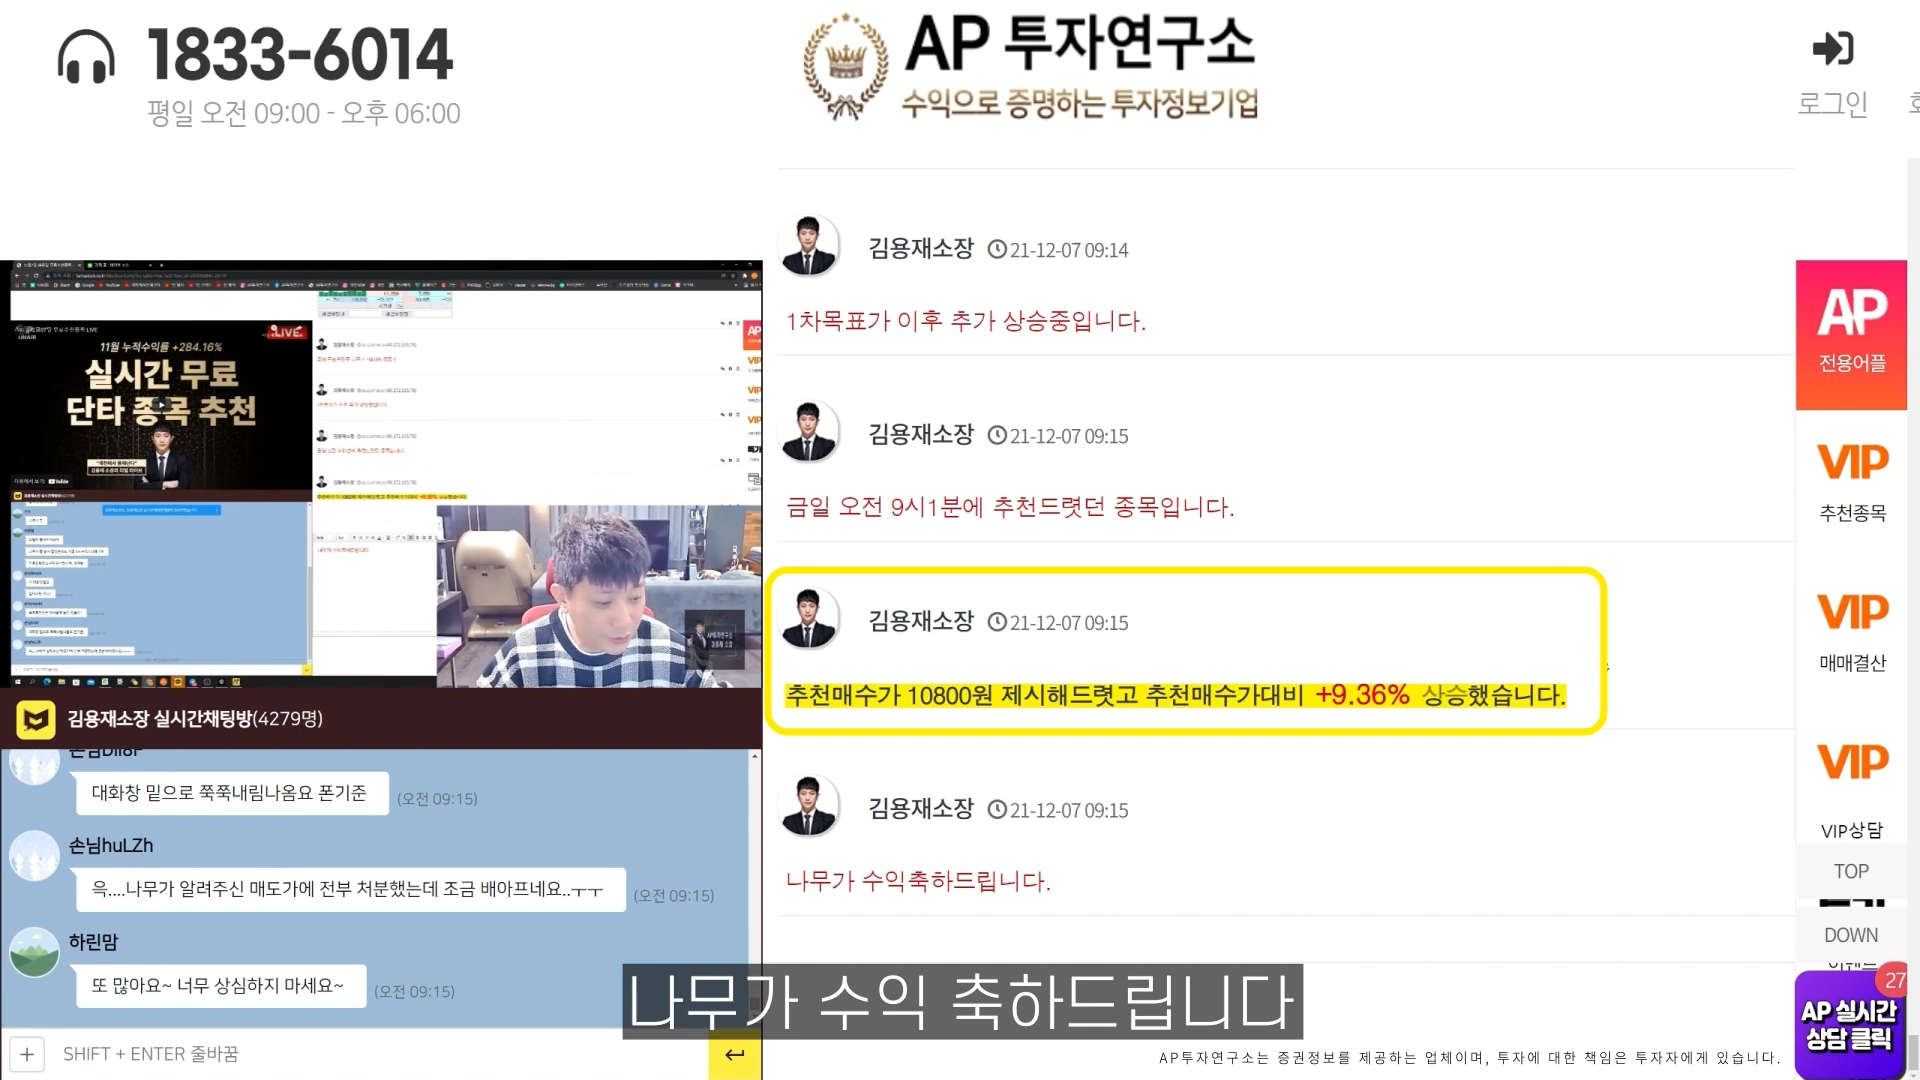 1833-6014
평일 오전 09:00 - 오후 06:00
AP 투자연구소
수익으로 증명하는 투자정보기업
로그인
김용재소장 21-12-07 09:14
1차목표가 이후 추가 상승중입니다.
김용재소장 21-12-07 09:15
금일 오전 9시1분에 추천드렷던 종목입니다.
김용재소장 21-12-07 09:15
추천매수가 10800원 제시해드렷고 추천매수가대비 +9.36% 상승했습니다.
김용재소장 21-12-07 09:15
나무가 수익축하드립니다.
LIVE
11월 누적수익률 +284.16%
실시간 무료
단타 종목 추천
김용재소장 실시간채팅방(4279명)
대화창 밑으로 쭉쭉내림나옴요 폰기준
(오전 09:15)
손님huLZh
윽....나무가 알려주신 매도가에 전부 처분했는데 조금 배아프네요..ㅜㅜ
(오전 09:15)
하린맘
또 많아요~ 너무 상심하지 마세요~
(오전 09:15)
SHIFT + ENTER 줄바꿈
나무가 수익 축하드립니다
AP
전용어플
VIP
추천종목
VIP
매매결산
VIP
VIP상담
TOP
DOWN
27
AP 실시간
상담 클릭
AP투자연구소는 증권정보를 제공하는 업체이며, 투자에 대한 책임은 투자자에게 있습니다.